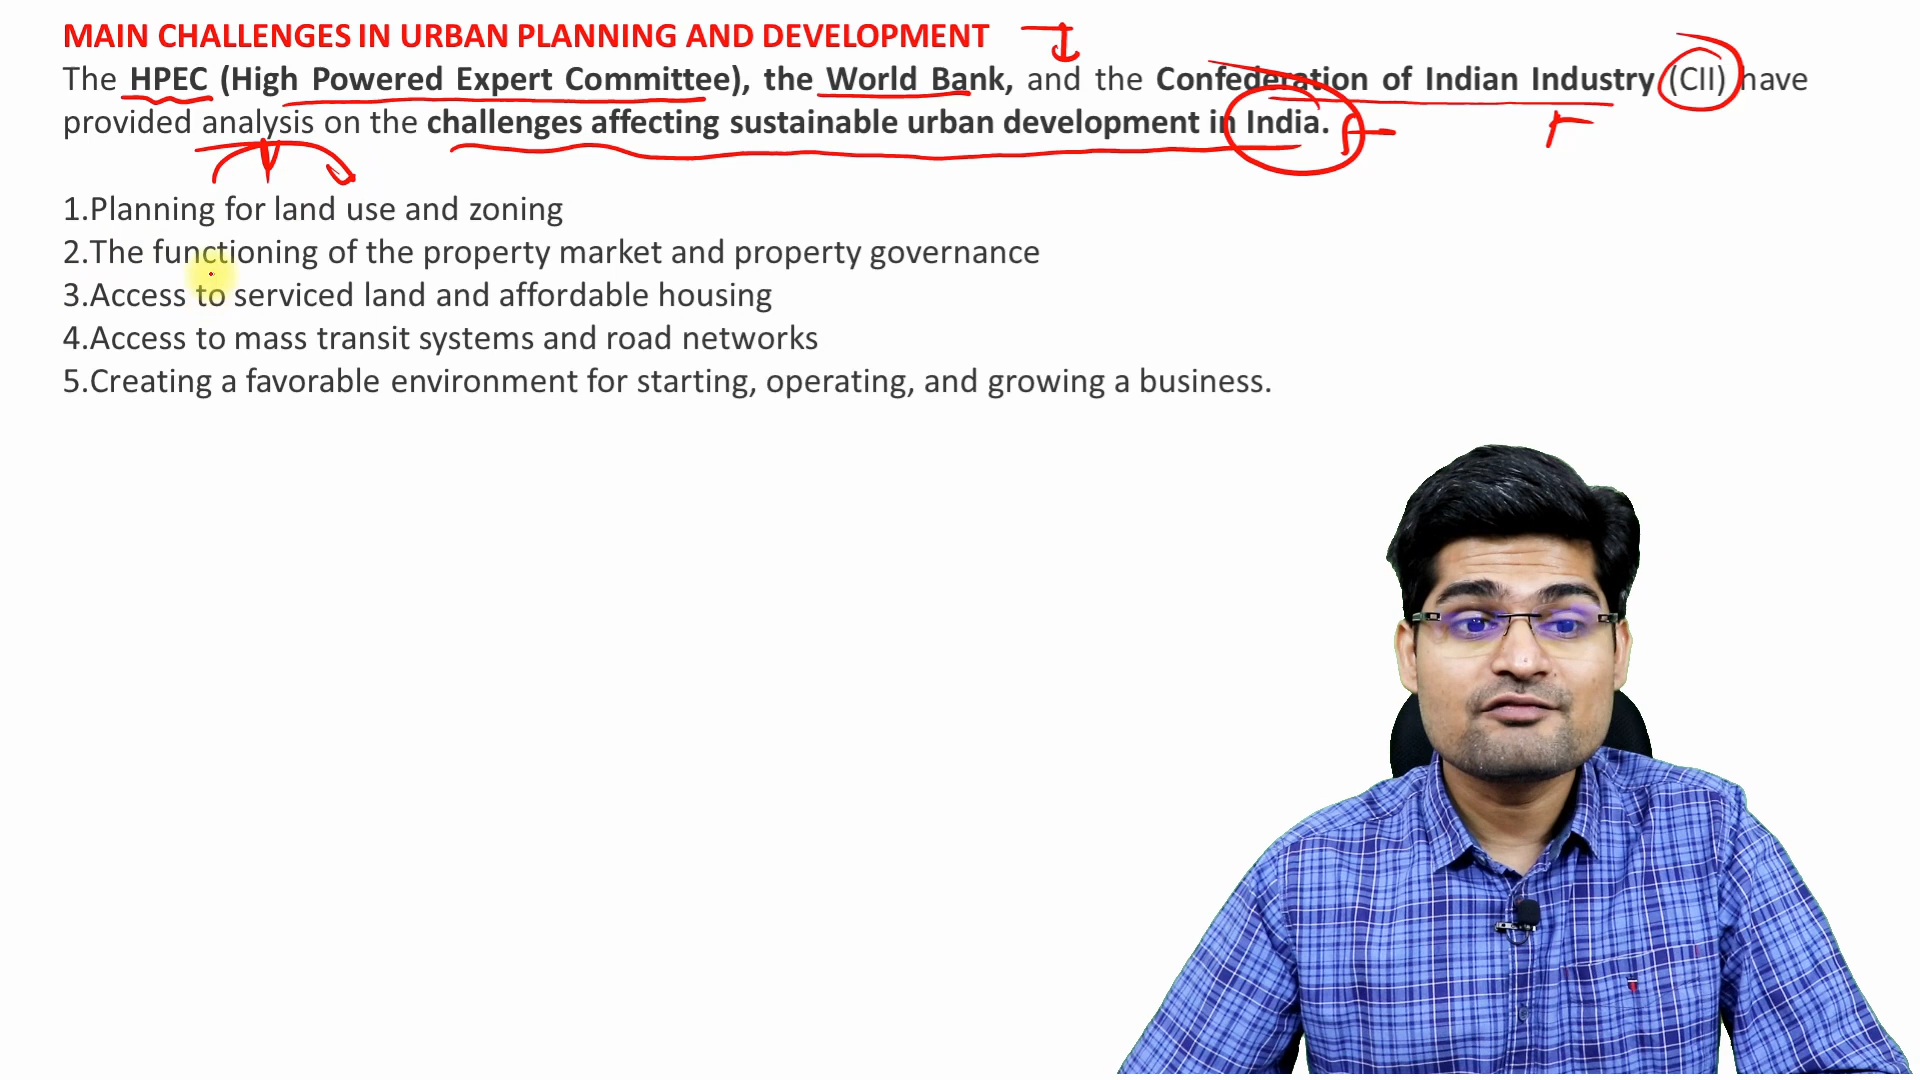 MAIN CHALLENGES IN URBAN PLANNING AND DEVELOPMENT
The HPEC (High Powered Expert Committee), the World Bank, and the Confederation of Indian Industry (CII) have
provided analysis on the challenges affecting sustainable urban development in India.
1.Planning for land use and zoning
2.The functioning of the property market and property governance
3.Access to serviced land and affordable housing
4.Access to mass transit systems and road networks
5.Creating a favorable environment for starting, operating, and growing a business.